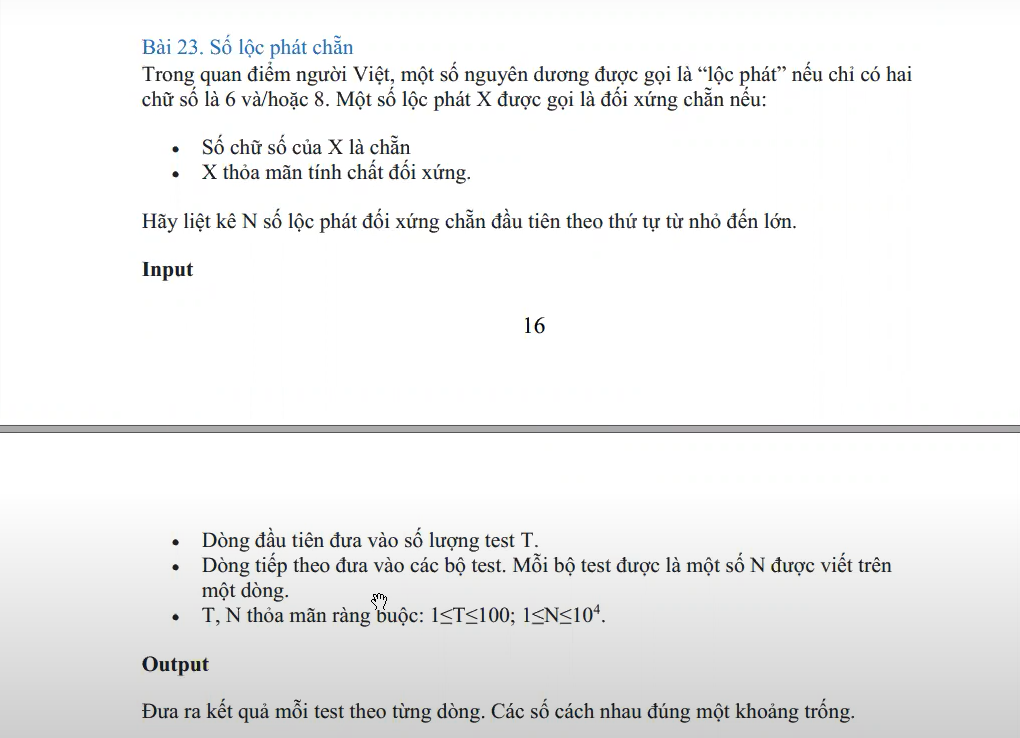 Bài 23. Số lộc phát chẵn
Trong quan điểm người Việt, một số nguyên dương được gọi là “lộc phát” nếu chỉ có hai
chữ số là 6 và/hoặc 8. Một số lộc phát X được gọi là đối xứng chẵn nếu:
• Số chữ số của X là chẵn
• X thỏa mãn tính chất đối xứng.
Hãy liệt kê N số lộc phát đối xứng chẵn đầu tiên theo thứ tự từ nhỏ đến lớn.
Input
16
• Dòng đầu tiên đưa vào số lượng test T.
• Dòng tiếp theo đưa vào các bộ test. Mỗi bộ test được là một số N được viết trên
một dòng.
• T, N thỏa mãn ràng buộc: 1≤T≤100; 1≤N≤10⁴.
Output
Đưa ra kết quả mỗi test theo từng dòng. Các số cách nhau đúng một khoảng trống.